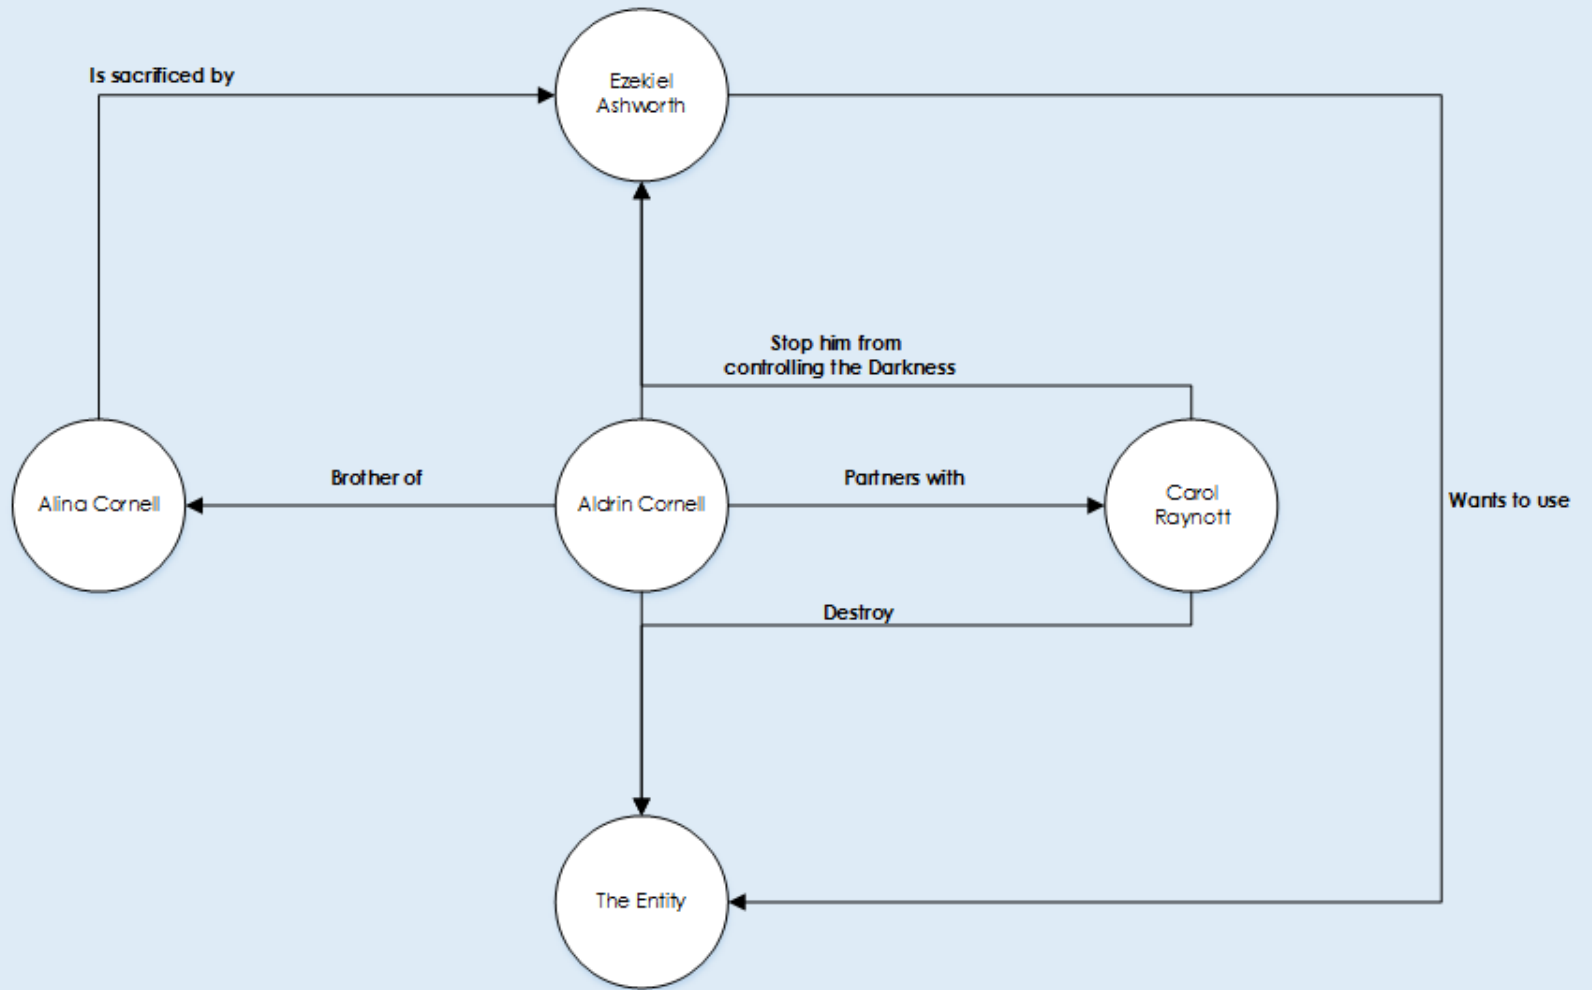 Is sacrificed by
Ezekiel
Ashworth
Stop him from
controlling the Darkness
Alina Cornell
Brother of
Aldrin Cornell
Partners with
Carol
Raynott
Wants to use
Destroy
The Entity